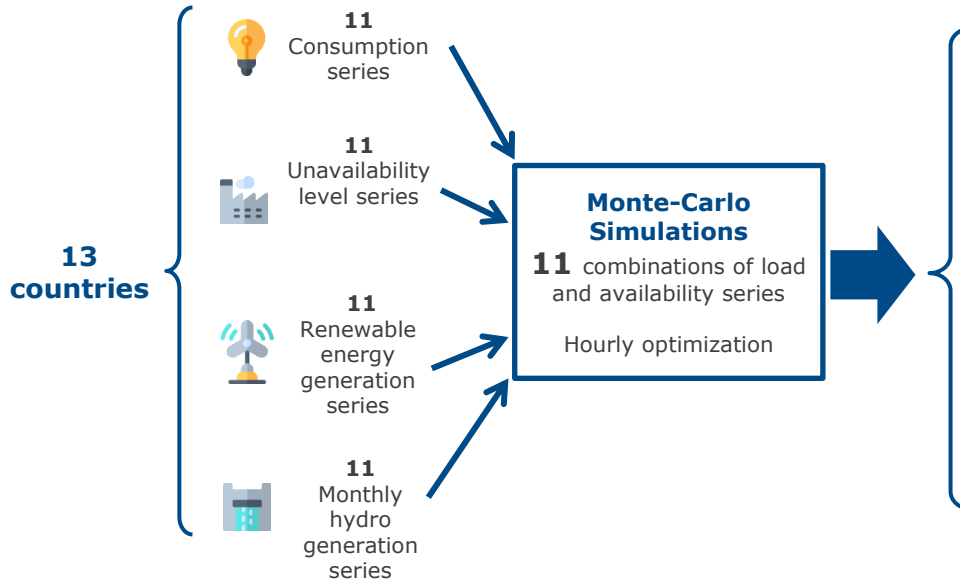 13
countries
11
Consumption
series
11
Unavailability
level series
11
Renewable
energy
generation
series
11
Monthly
hydro
generation
series
Monte-Carlo
Simulations
11 combinations of load
and availability series
Hourly optimization